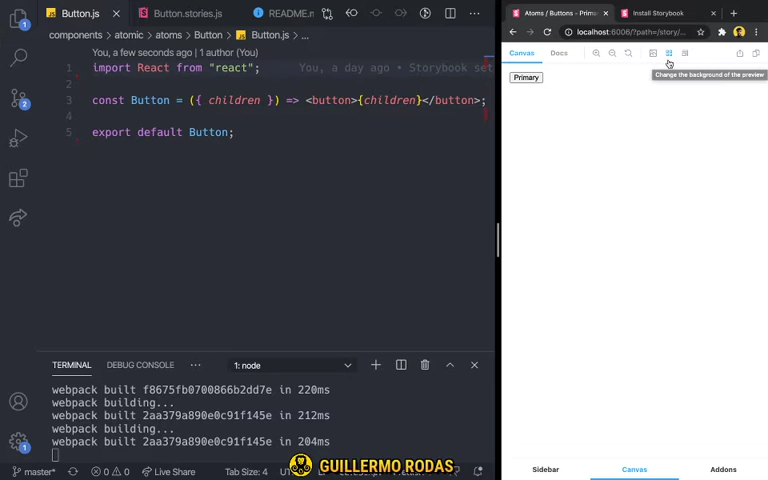 Button.js
Button.stories.js
README.m
components > atomic > atoms > Button > Button.js > ...
You, a few seconds ago | 1 author (You)
1 import React from "react"; You, a day ago • Storybook set
2
3 const Button = ({ children }) => <button>{children}</button>;
4
5 export default Button;
TERMINAL DEBUG CONSOLE ... 1: node
webpack built f8675fb0700866b2dd7e in 220ms
webpack building...
webpack built 2aa379a890e0c91f145e in 212ms
webpack building...
webpack built 2aa379a890e0c91f145e in 204ms
master* 0 0 Live Share Tab Size: 4
GUILLERMO RODAS
1
2
1
Atoms / Buttons - Prima
Install Storybook
localhost:6006/?path=/story/...
Canvas Docs
Change the background of the preview
Primary
Sidebar Canvas Addons